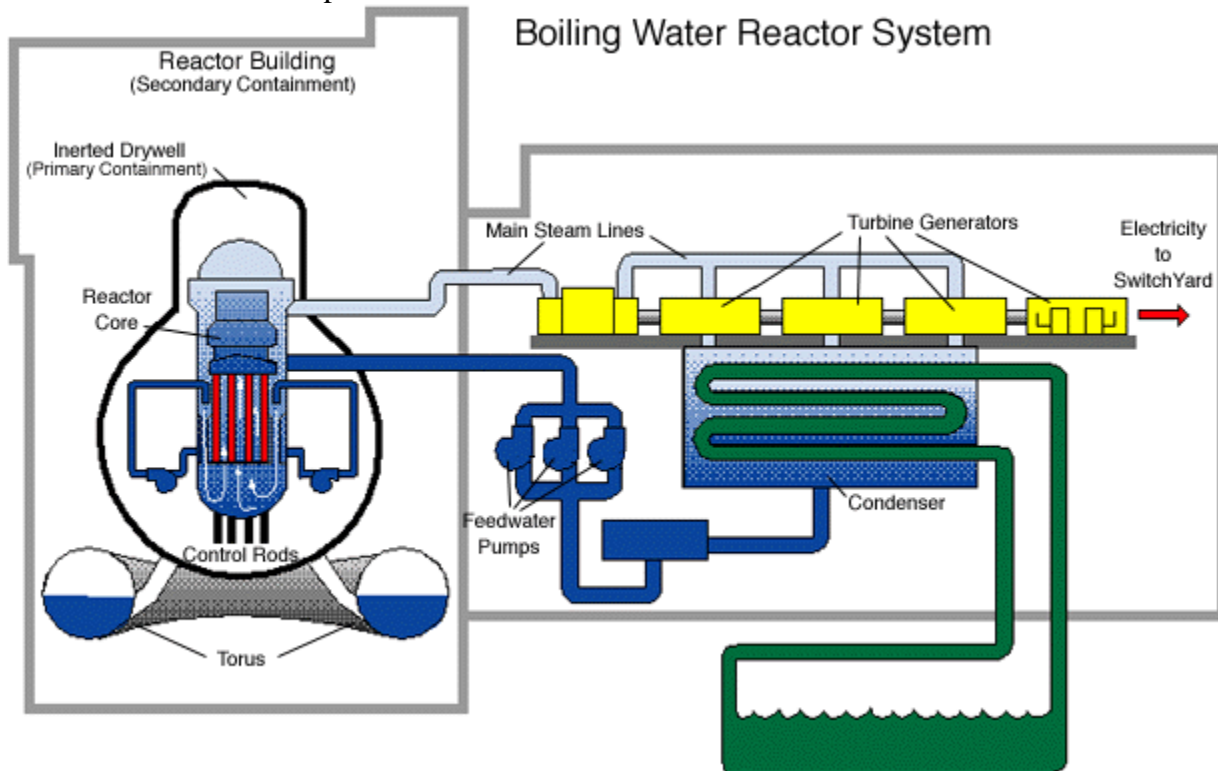 Boiling Water Reactor System
Reactor Building
(Secondary Containment)
Inerted Drywell
(Primary Containment)
Main Steam Lines
Turbine Generators
Electricity
to
SwitchYard
Reactor
Core
Condenser
Feedwater
Pumps
Control Rods
Torus